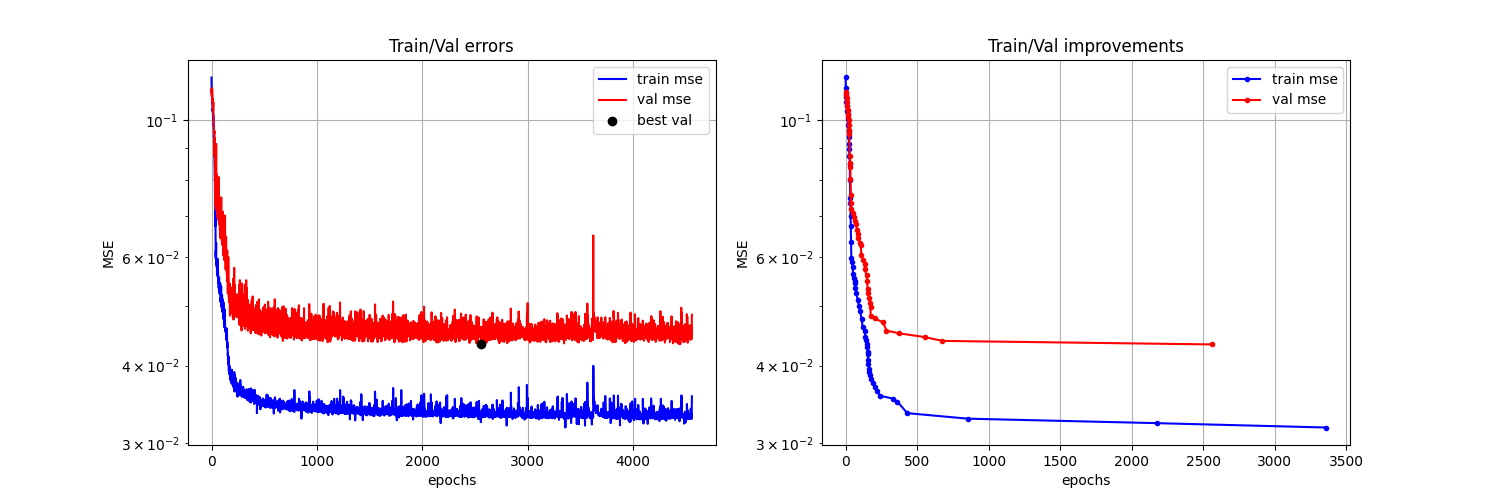 Train/Val errors
train mse
val mse
best val
10⁻¹
6 × 10⁻²
4 × 10⁻²
3 × 10⁻²
MSE
0 1000 2000 3000 4000
epochs
Train/Val improvements
train mse
val mse
10⁻¹
6 × 10⁻²
4 × 10⁻²
3 × 10⁻²
MSE
0 500 1000 1500 2000 2500 3000 3500
epochs